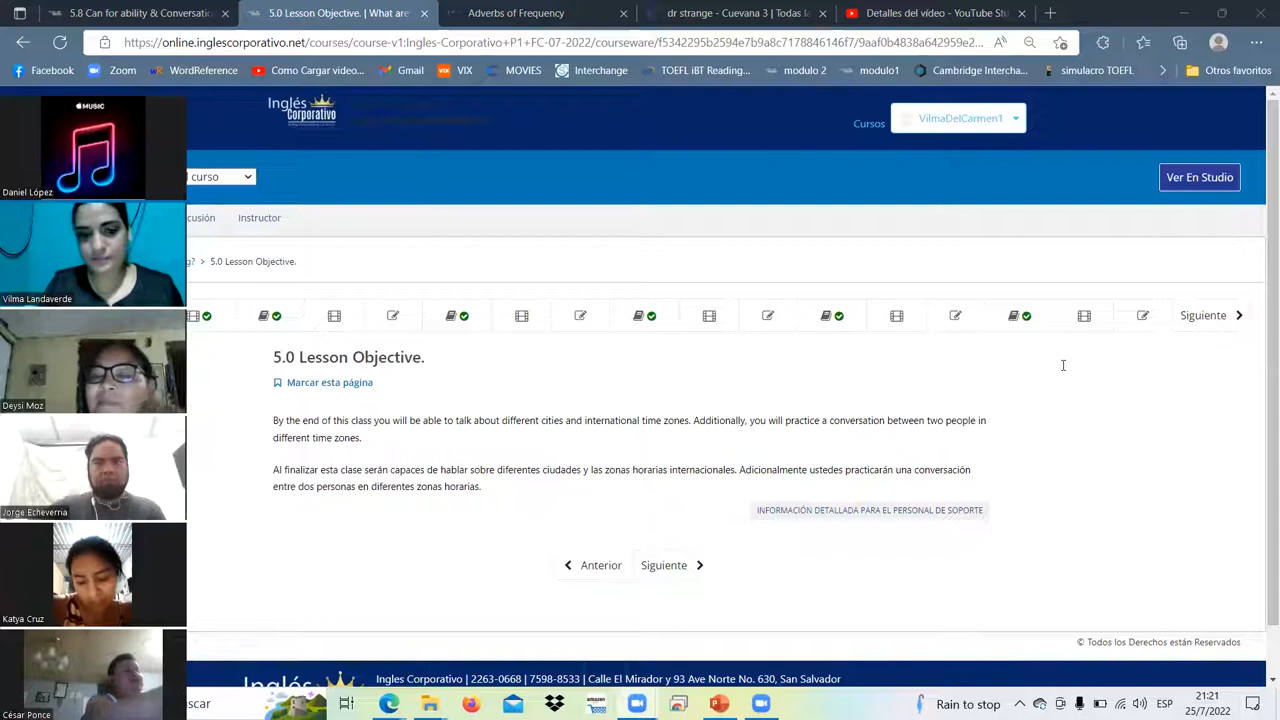 5.8 Can for ability & Conversatio
5.0 Lesson Objective. | What are
Adverbs of Frequency
dr strange - Cuevana 3 | Todas l
Detalles del vídeo - YouTube Stu
https://online.inglescorporativo.net/courses/course-v1:Ingles-Corporativo+P1+FC-07-2022/courseware/f5342295b2594e7b9a8c7178846146f7/9aaf0b4838a642959e2...
Facebook
Zoom
WordReference
Como Cargar video...
Gmail
VIX
MOVIES
Interchange
TOEFL iBT Reading...
modulo 2
modulo1
Cambridge Intercha...
simulacro TOEFL
Otros favoritos
MUSIC
Daniel López
Vilma Landaverde
Deysi Moz
Jorge Echeverria
Katya Cruz
César Ponce
Inglés
Corporativo
Cursos
VilmaDelCarmen1
l curso
Ver En Studio
cusión
Instructor
g? > 5.0 Lesson Objective.
Siguiente
5.0 Lesson Objective.
Marcar esta página
By the end of this class you will be able to talk about different cities and international time zones. Additionally, you will practice a conversation between two people in
different time zones.
Al finalizar esta clase serán capaces de hablar sobre diferentes ciudades y las zonas horarias internacionales. Adicionalmente ustedes practicarán una conversación
entre dos personas en diferentes zonas horarias.
INFORMACIÓN DETALLADA PARA EL PERSONAL DE SOPORTE
Anterior
Siguiente
© Todos los Derechos están Reservados
Inglés
Ingles Corporativo | 2263-0668 | 7598-8533 | Calle El Mirador y 93 Ave Norte No. 630, San Salvador
scar
amazon
Rain to stop
ESP
21:21
25/7/2022